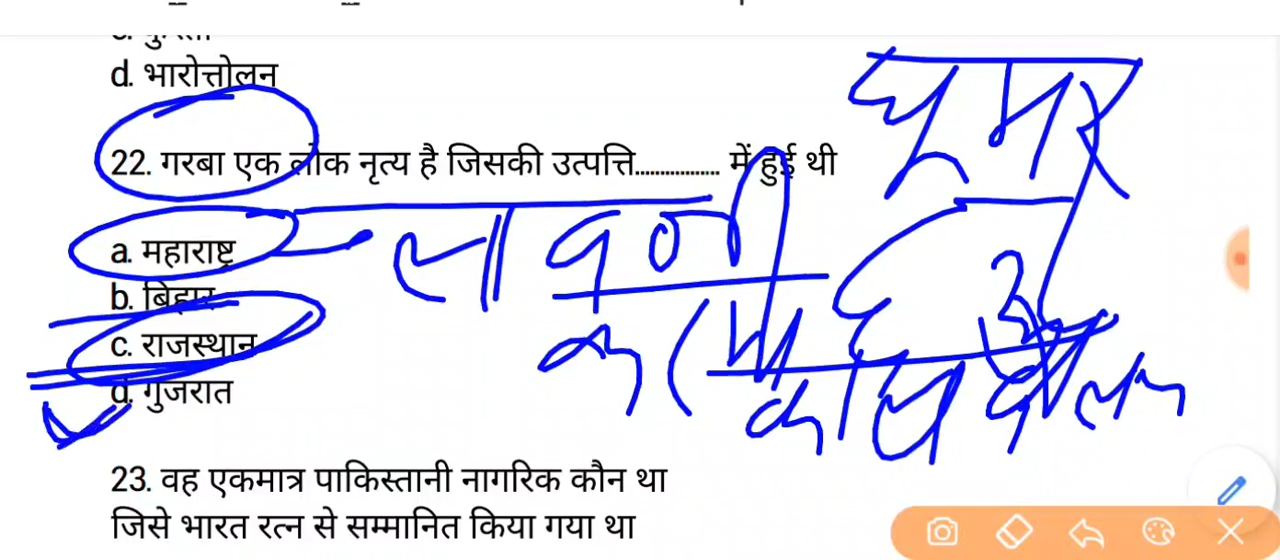 d. भारोत्तोलन
घूमर
22. गरबा एक लोक नृत्य है जिसकी उत्पत्ति................. में हुई थी
a. महाराष्ट्र
लावणी
b. बिहार
c. राजस्थान
d. गुजरात
23. वह एकमात्र पाकिस्तानी नागरिक कौन था
जिसे भारत रत्न से सम्मानित किया गया था